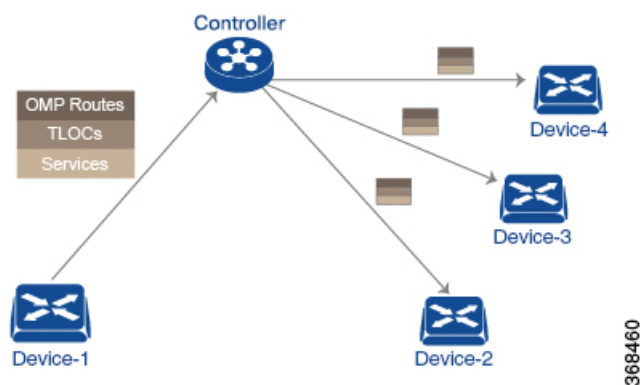 Controller
OMP Routes
TLOCs
Services
Device-4
Device-3
Device-1
Device-2
368460